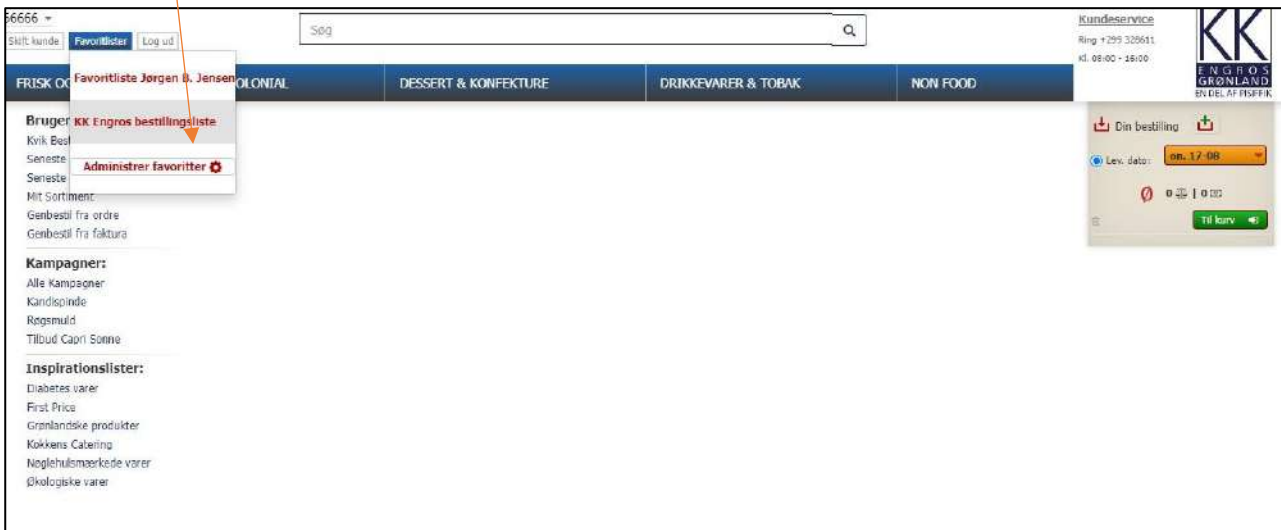 56666
Skift kunde Favoritlister Log ud
Søg
Kundeservice
Ring +299 328611
Kl. 08:00 - 16:00
KK
ENGROS
GRØNLAND
EN DEL AF PISIFFIK
Favoritliste Jørgen B. Jensen
KK Engros bestillingsliste
Administrer favoritter
FRISK OLONIAL DESSERT & KONFEKTURE DRIKKEVARER & TOBAK NON FOOD
Bruger
Kvik Best
Seneste
Seneste
Mit Sortiment
Genbestil fra ordre
Genbestil fra faktura
Kampagner:
Alle Kampagner
Kandispinde
Røgsmuld
Tilbud Capri Sonne
Inspirationslister:
Diabetes varer
First Price
Grønlandske produkter
Kokkens Catering
Nøglehulsmærkede varer
Økologiske varer
Din bestilling
Lev. dato: on. 17-08
0 | 0
Til kurv